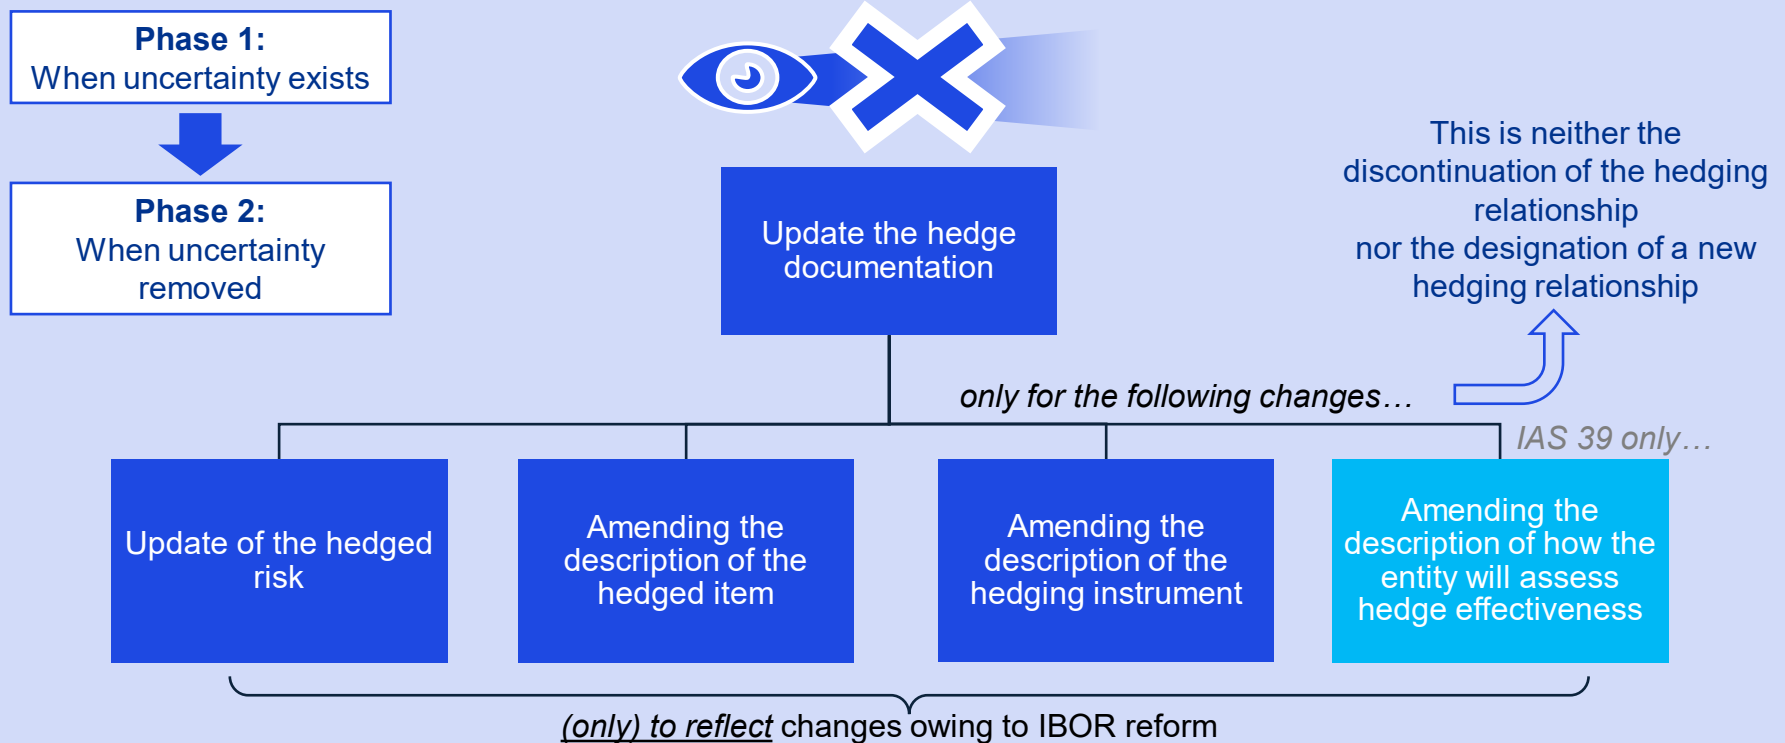 Phase 1:
When uncertainty exists
Phase 2:
When uncertainty
removed
Update the hedge
documentation
This is neither the
discontinuation of the hedging
relationship
nor the designation of a new
hedging relationship
only for the following changes…
IAS 39 only…
Update of the hedged
risk
Amending the
description of the
hedged item
Amending the
description of the
hedging instrument
Amending the
description of how the
entity will assess
hedge effectiveness
(only) to reflect changes owing to IBOR reform